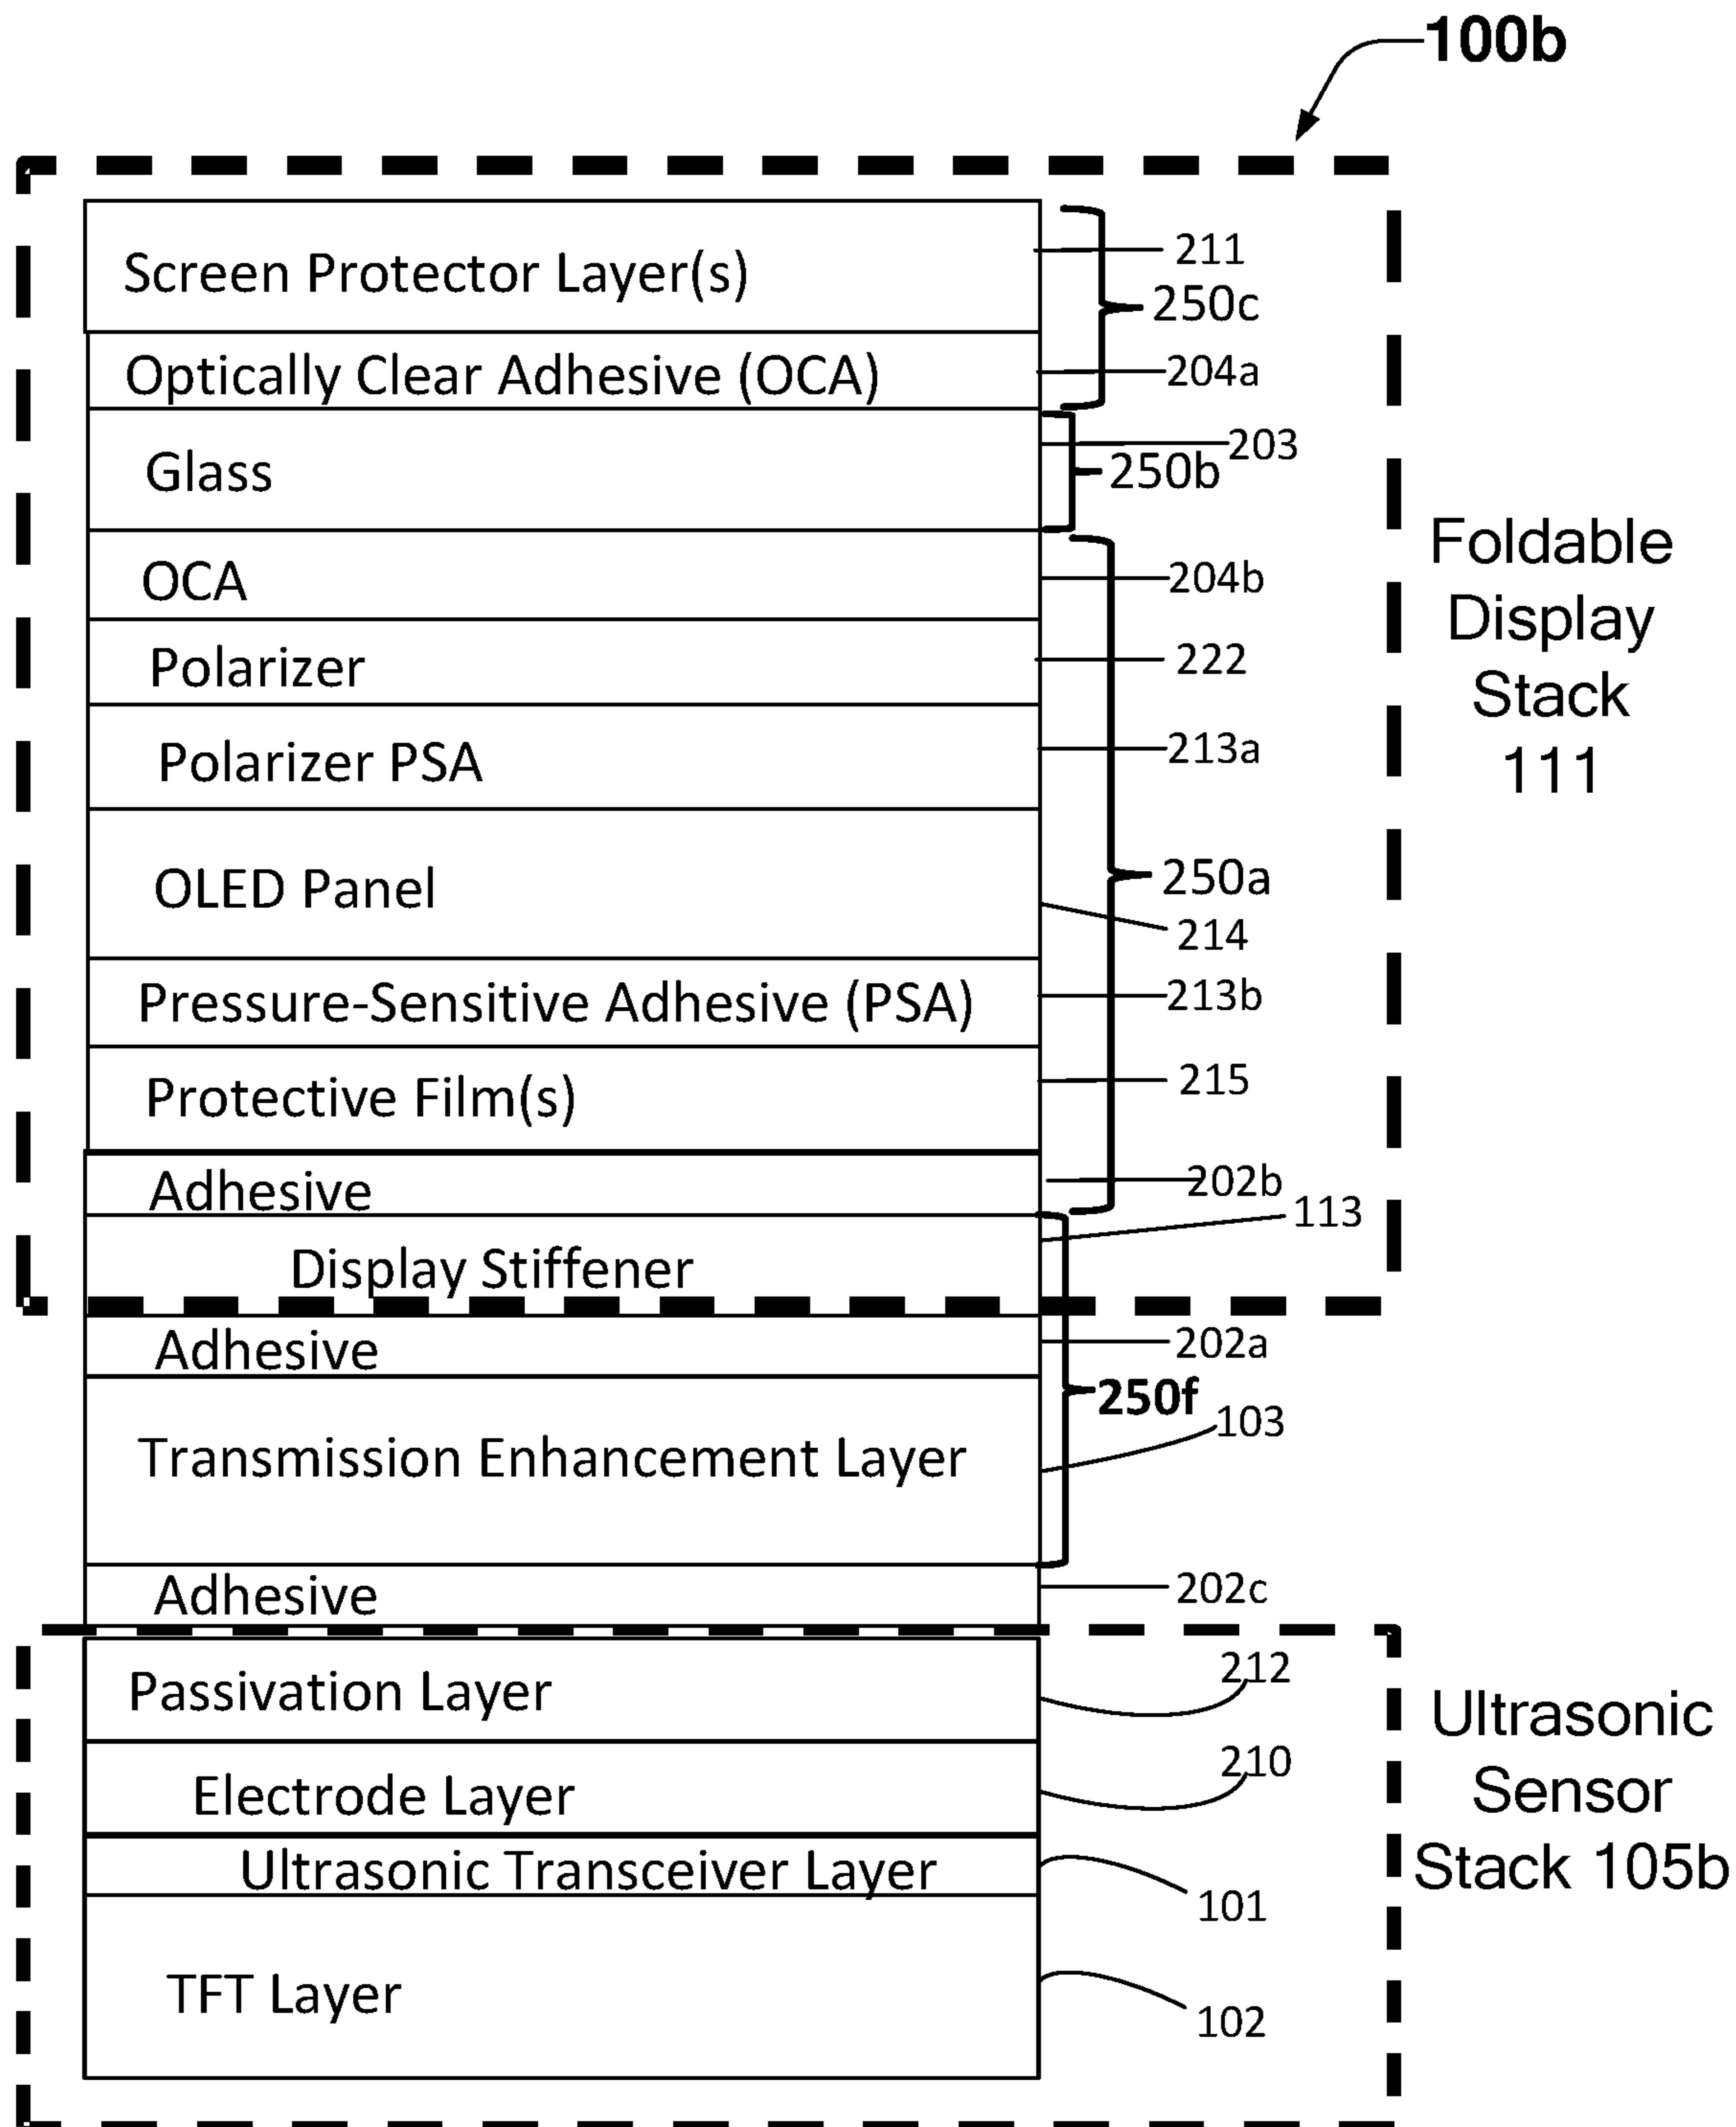 100b
Screen Protector Layer(s)
211
250c
Optically Clear Adhesive (OCA)
204a
Glass
203
250b
OCA
204b
Foldable
Display
Stack
111
Polarizer
222
Polarizer PSA
213a
OLED Panel
250a
214
Pressure-Sensitive Adhesive (PSA)
213b
Protective Film(s)
215
Adhesive
202b
113
Display Stiffener
Adhesive
202a
250f
103
Transmission Enhancement Layer
Adhesive
202c
Passivation Layer
212
Electrode Layer
210
Ultrasonic
Sensor
Stack 105b
Ultrasonic Transceiver Layer
101
TFT Layer
102